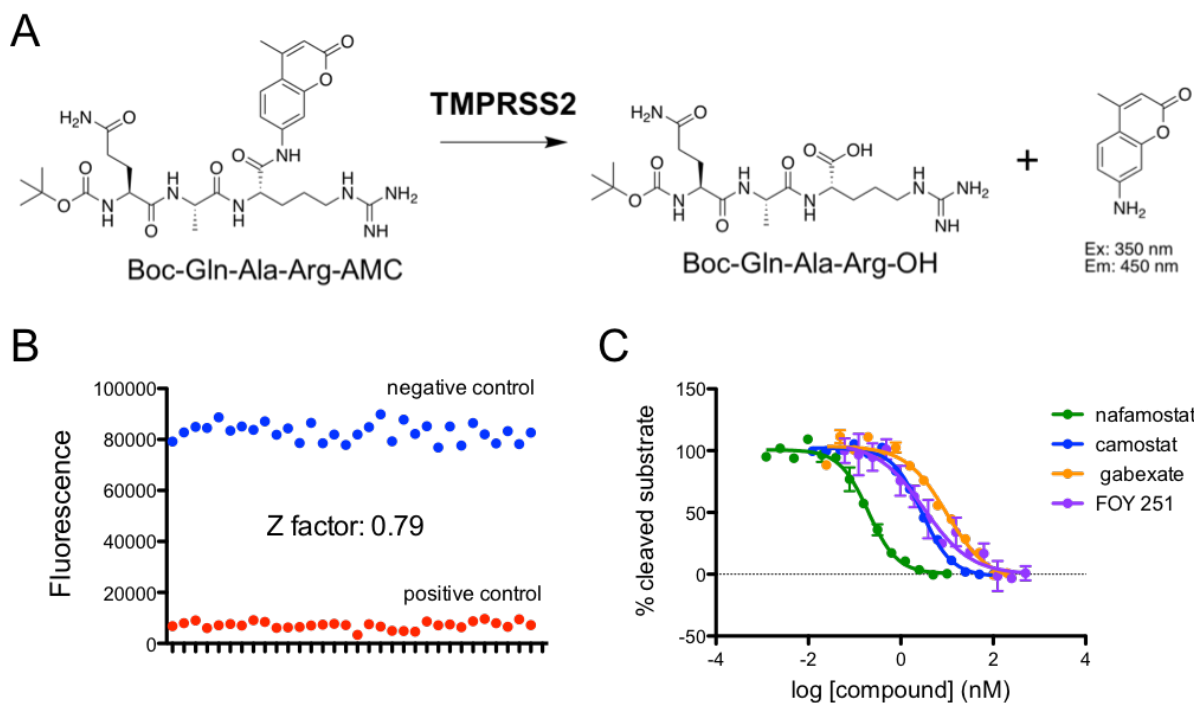 A
TMPRSS2
H₂N
O
O
O
O
N
H
H
N
O
O
N
H
O
NH
O
O
H
N
NH₂
NH
Boc-Gln-Ala-Arg-AMC
H₂N
O
O
O
N
H
O
H
N
O
N
H
O
OH
H
N
NH₂
NH
Boc-Gln-Ala-Arg-OH
+
O
O
NH₂
Ex: 350 nm
Em: 450 nm
B
Fluorescence
100000
80000
60000
40000
20000
0
negative control
Z factor: 0.79
positive control
C
% cleaved substrate
150
100
50
0
-50
-4
-2
0
2
4
log [compound] (nM)
nafamostat
camostat
gabexate
FOY 251